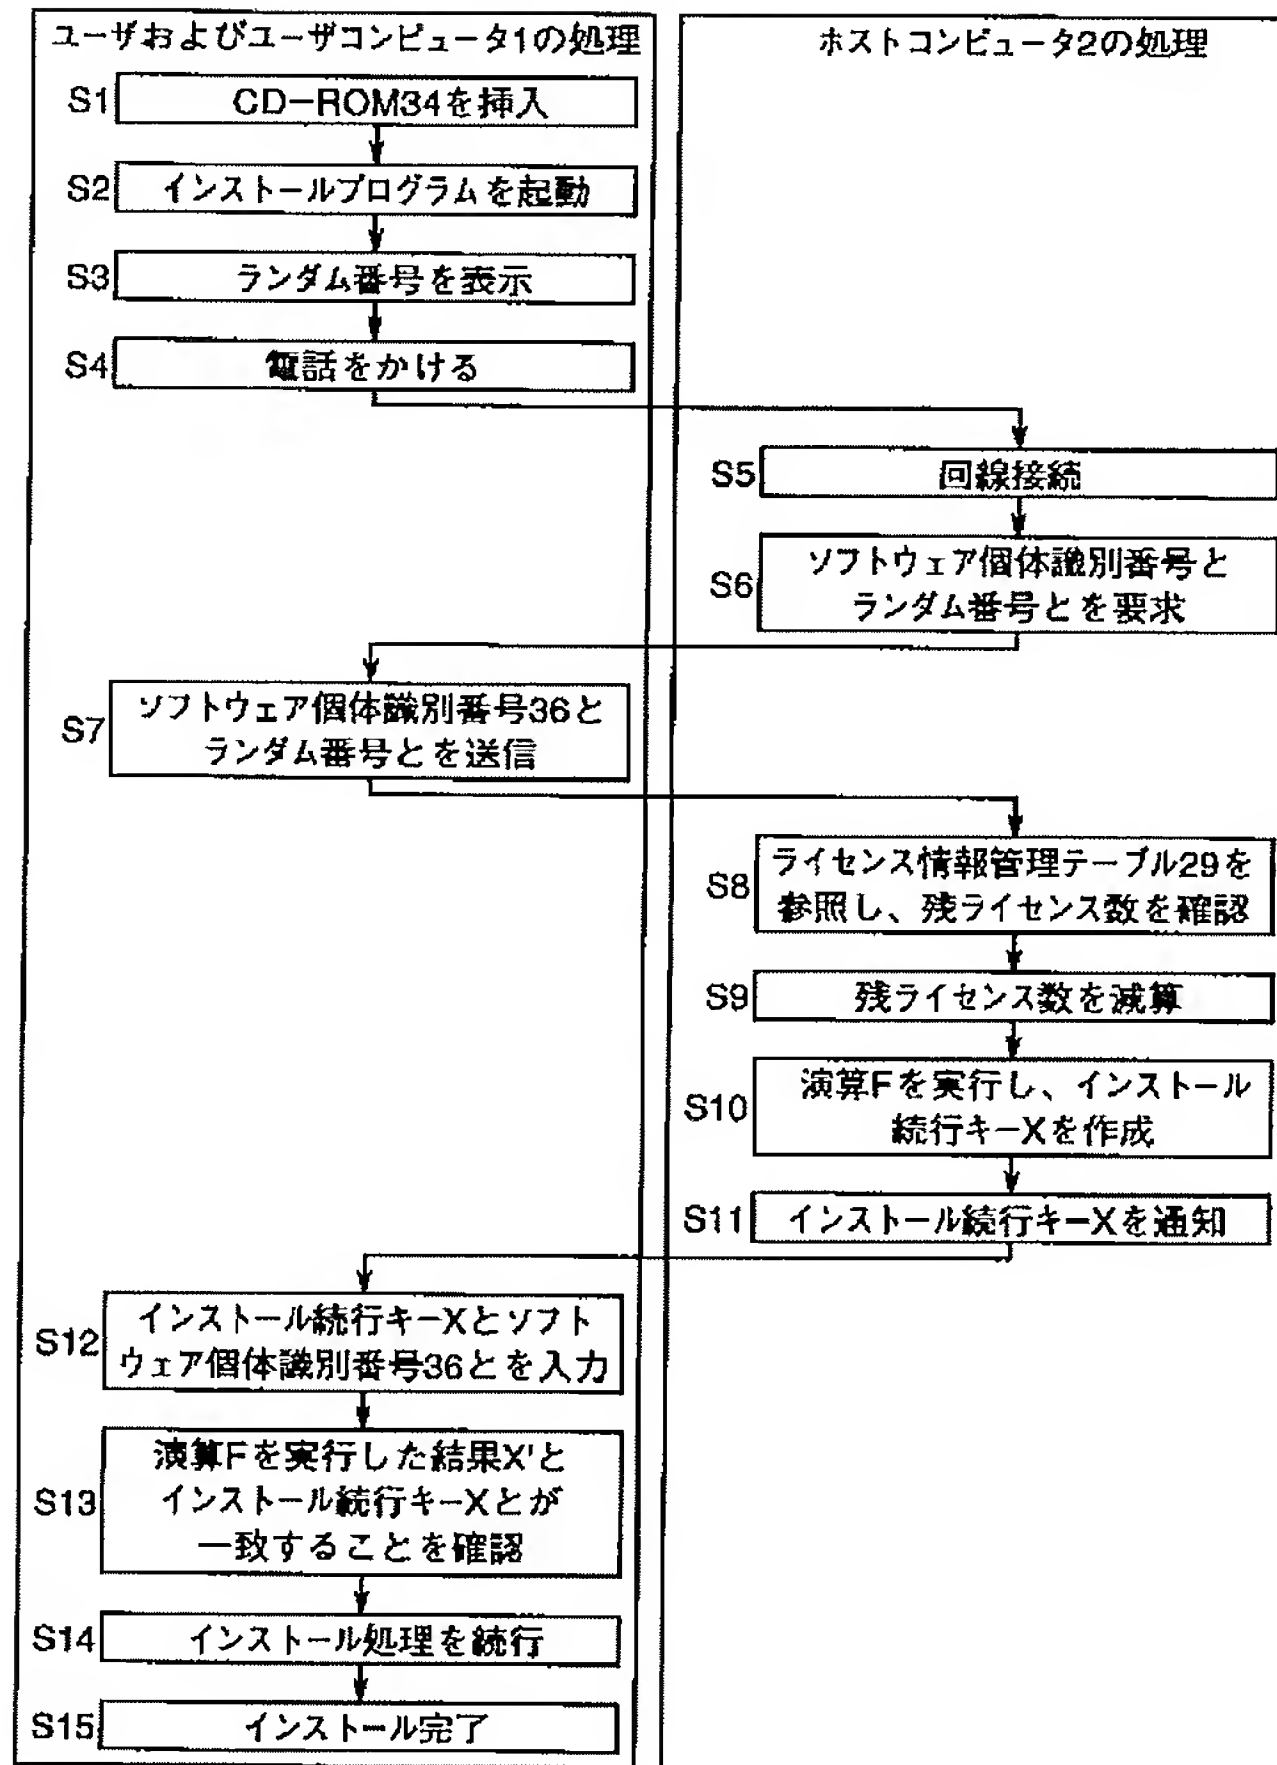 ユーザおよびユーザコンピュータ1の処理
ホストコンピュータ2の処理
S1 CD−ROM34を挿入
S2 インストールプログラムを起動
S3 ランダム番号を表示
S4 電話をかける
S5 回線接続
S6 ソフトウェア個体識別番号と
ランダム番号とを要求
S7 ソフトウェア個体識別番号36と
ランダム番号とを送信
S8 ライセンス情報管理テーブル29を
参照し、残ライセンス数を確認
S9 残ライセンス数を減算
S10 演算Fを実行し、インストール
続行キーXを作成
S11 インストール続行キーXを通知
S12 インストール続行キーXとソフト
ウェア個体識別番号36とを入力
S13 演算Fを実行した結果X'と
インストール続行キーXとが
一致することを確認
S14 インストール処理を続行
S15 インストール完了